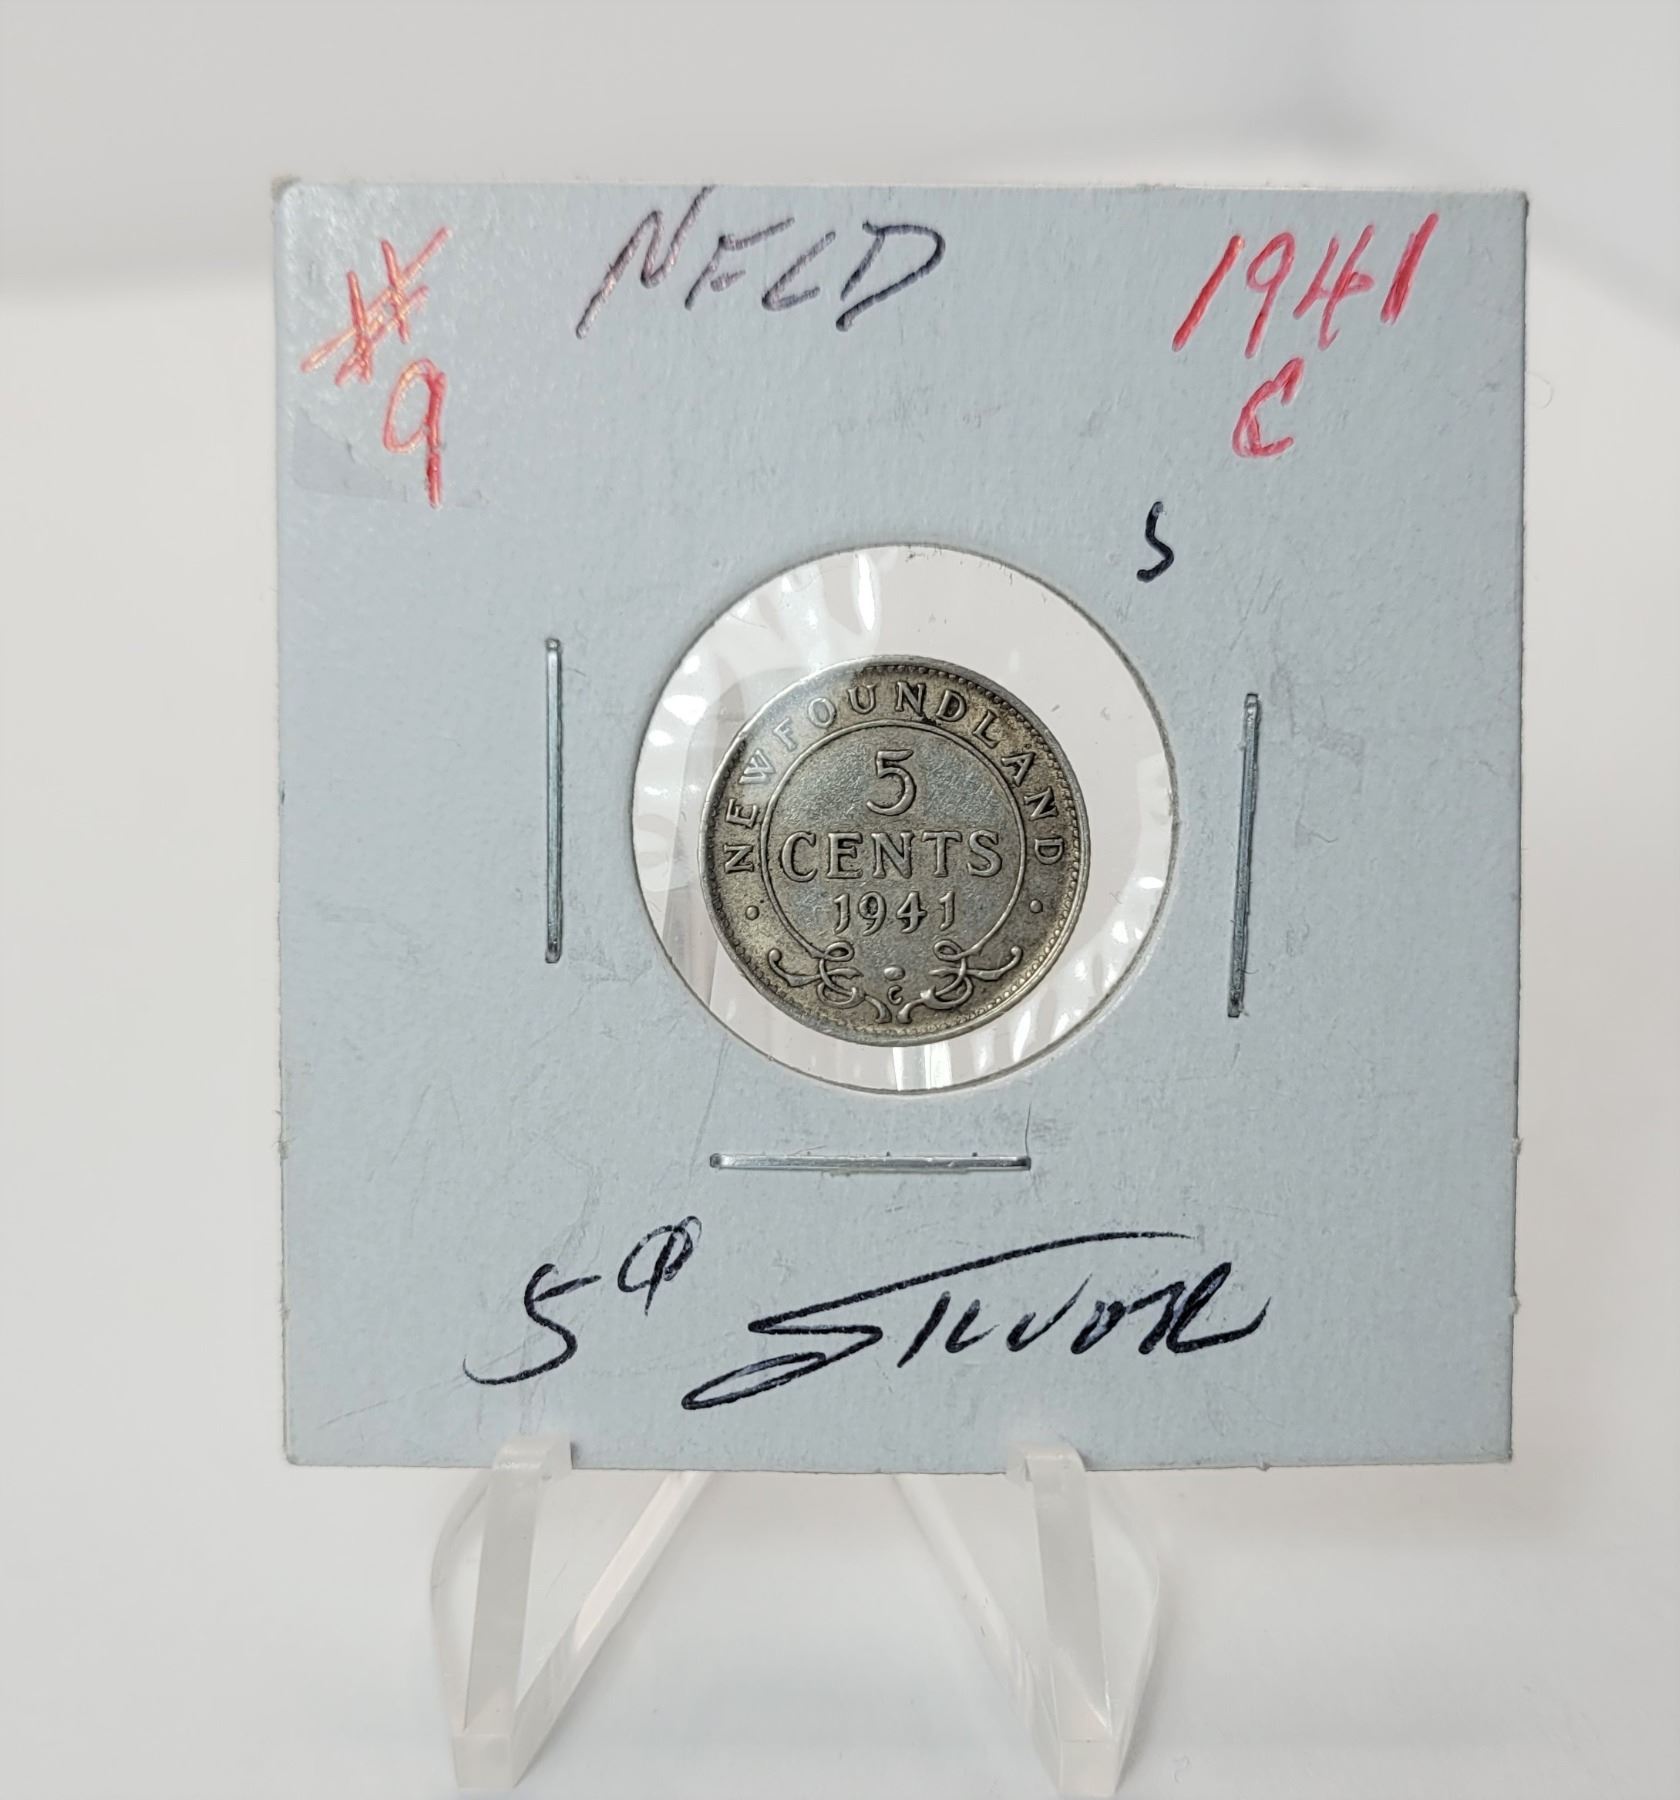 # NFLD 1941
9 C
S
NEWFOUNDLAND
5
CENTS
1941
C
5¢ SILVER